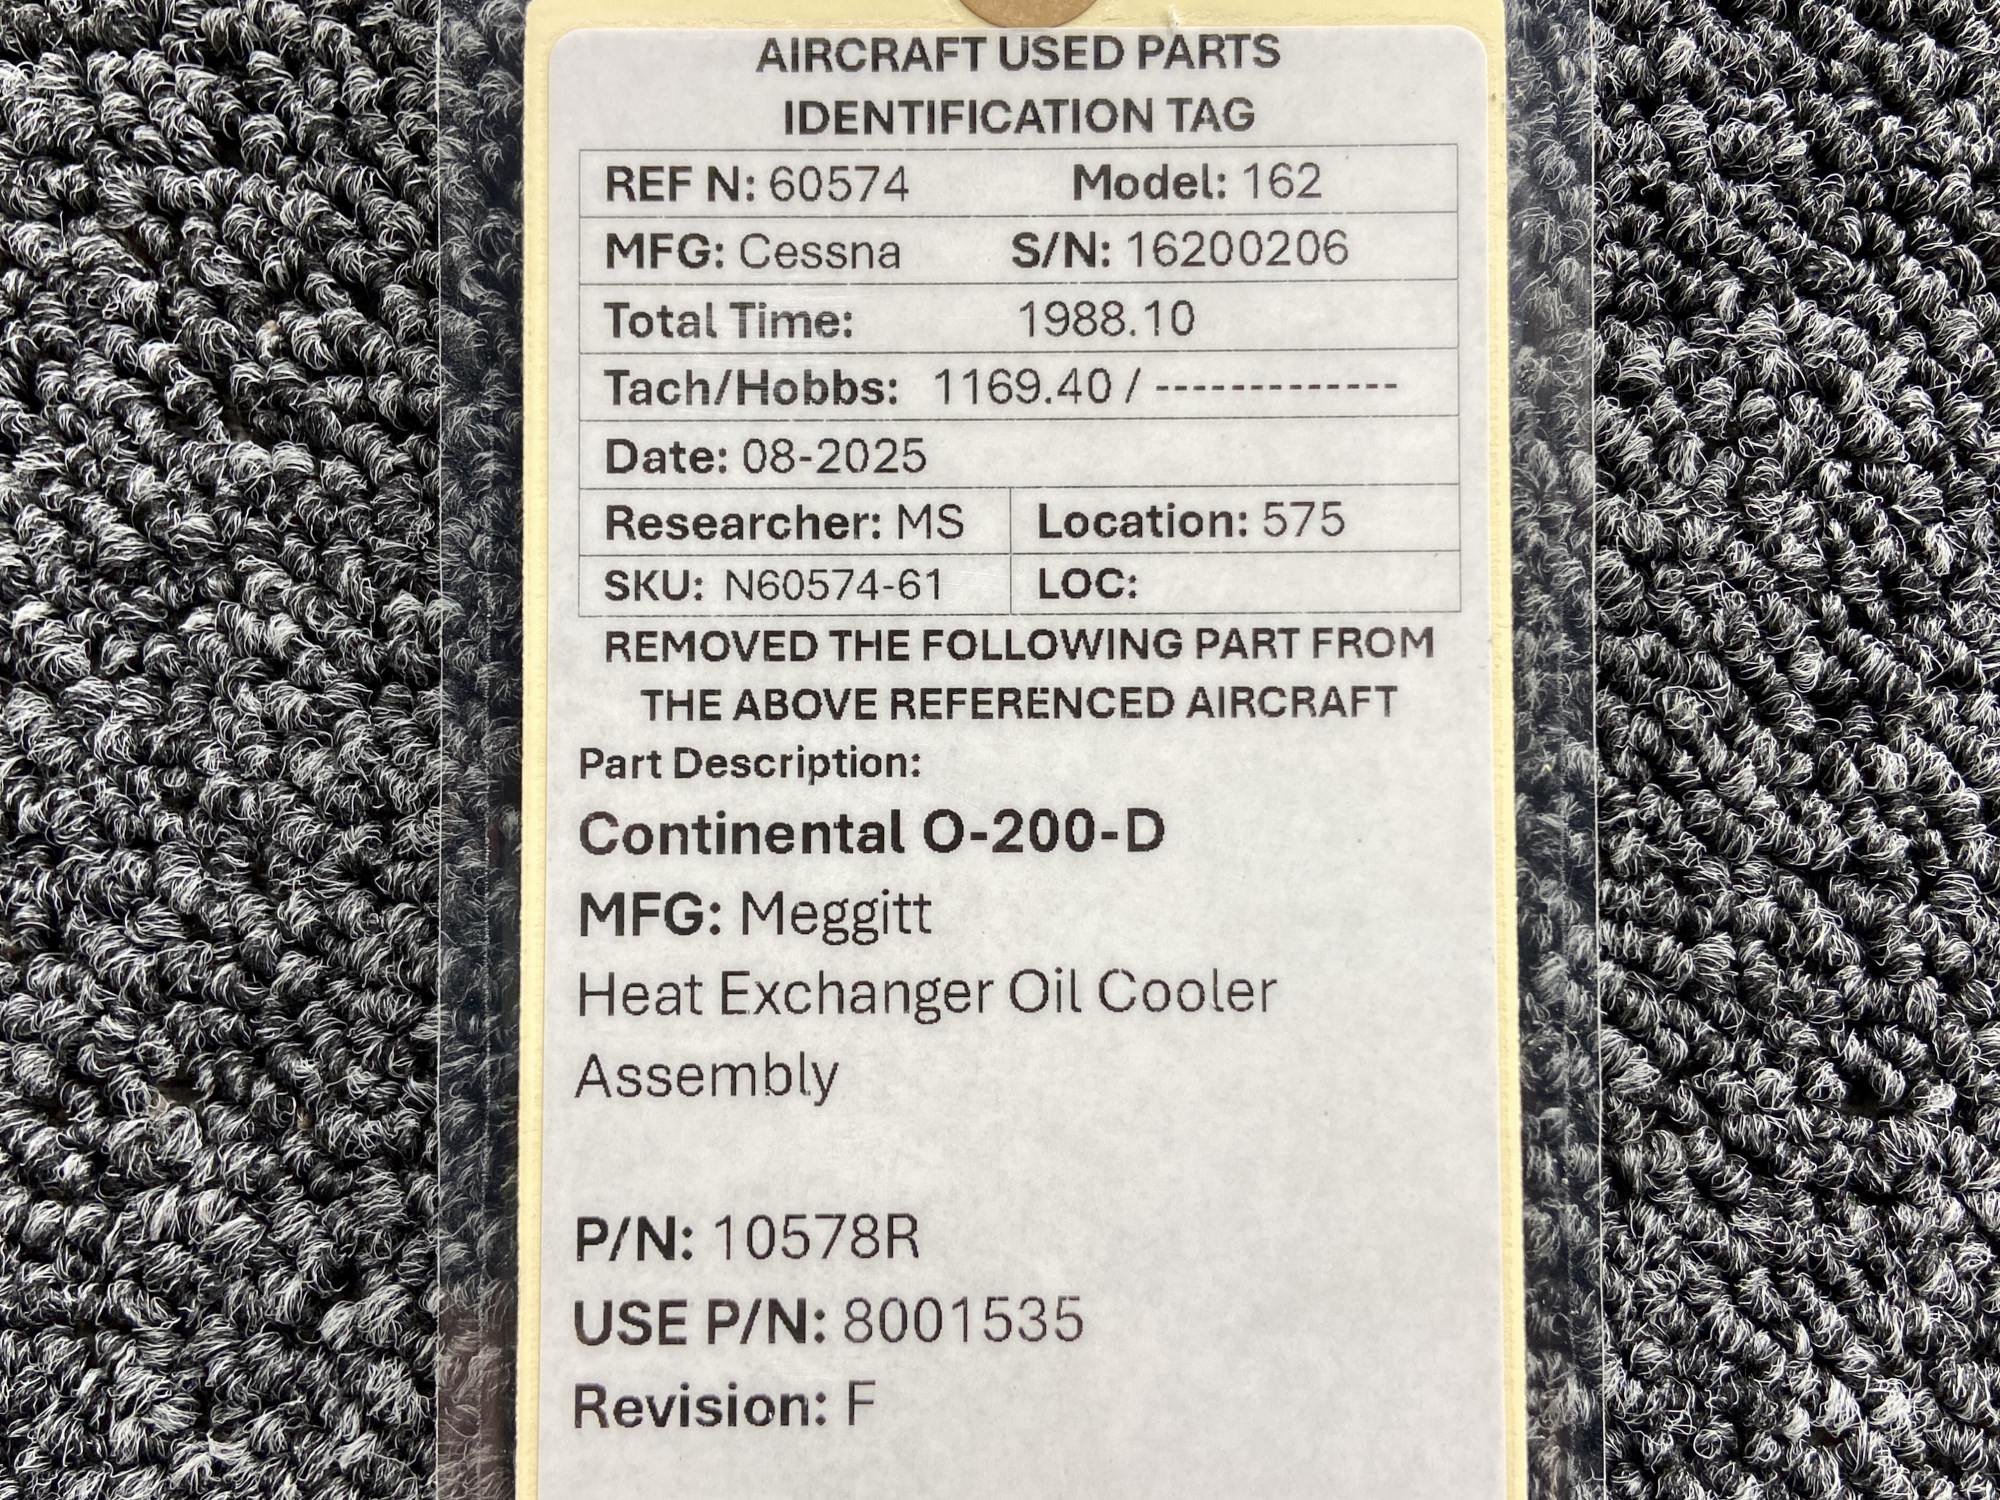 AIRCRAFT USED PARTS
IDENTIFICATION TAG
REF N: 60574 Model: 162
MFG: Cessna S/N: 16200206
Total Time: 1988.10
Tach/Hobbs: 1169.40 / -------------
Date: 08-2025
Researcher: MS Location: 575
SKU: N60574-61 LOC:
REMOVED THE FOLLOWING PART FROM
THE ABOVE REFERENCED AIRCRAFT
Part Description:
Continental O-200-D
MFG: Meggitt
Heat Exchanger Oil Cooler
Assembly
P/N: 10578R
USE P/N: 8001535
Revision: F